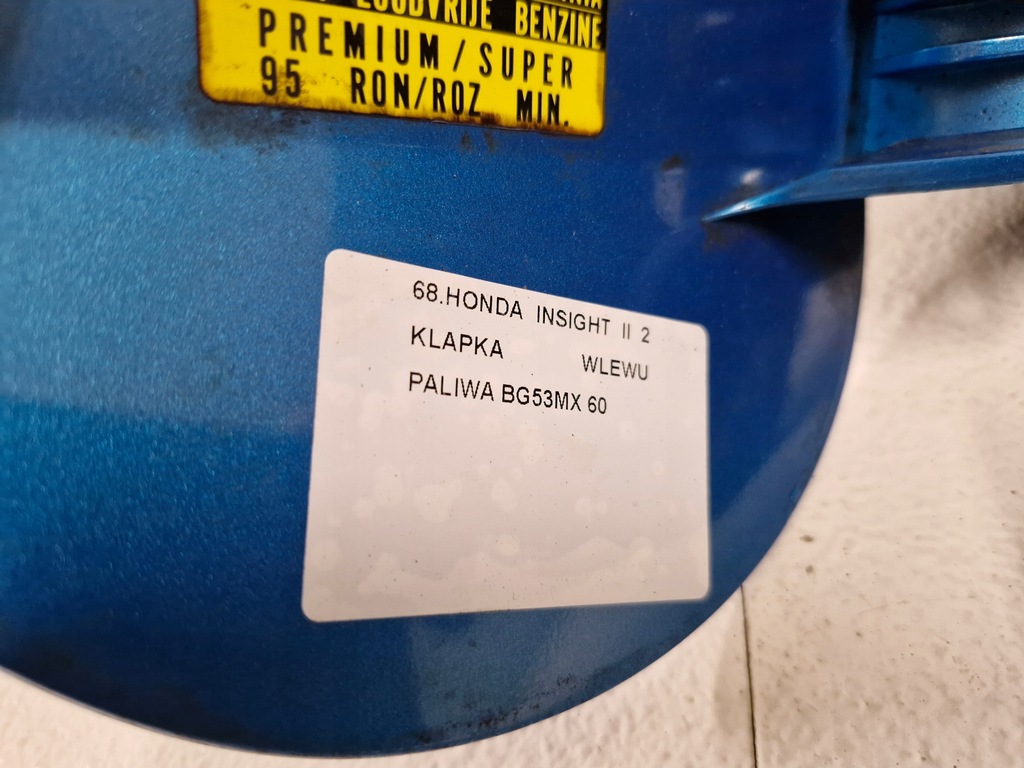 LOODVRIJE BENZINE
PREMIUM/SUPER
95 RON/ROZ MIN.
68.HONDA INSIGHT II 2
KLAPKA WLEWU
PALIWA BG53MX 60